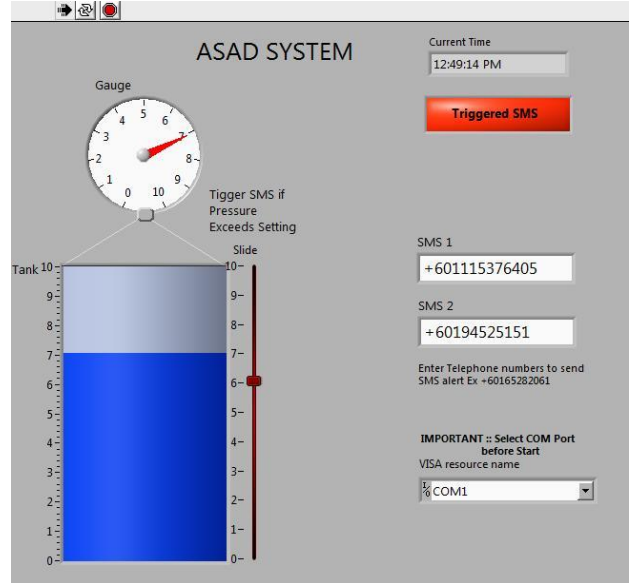 ASAD SYSTEM
Current Time
12:49:14 PM
Triggered SMS
Gauge
0 1 2 3 4 5 6 7 8 9 10
Tigger SMS if
Pressure
Exceeds Setting
Slide
Tank
10
9
8
7
6
5
4
3
2
1
0
10
9
8
7
6
5
4
3
2
1
0
SMS 1
+601115376405
SMS 2
+60194525151
Enter Telephone numbers to send
SMS alert Ex +60165282061
IMPORTANT :: Select COM Port
before Start
VISA resource name
I/O COM1